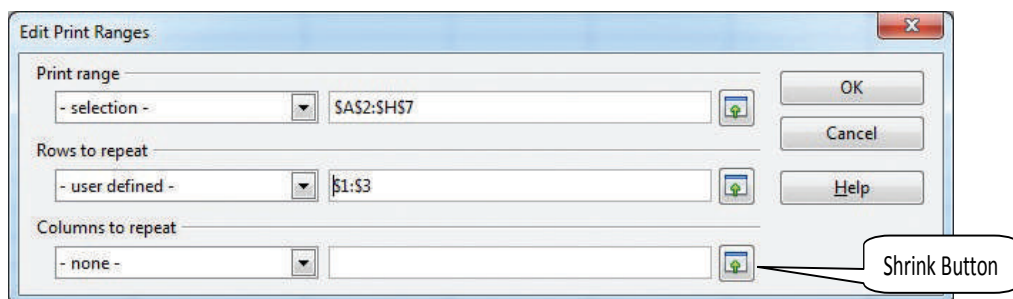 Edit Print Ranges
Print range
- selection -
$A$2:$H$7
OK
Cancel
Rows to repeat
- user defined -
$1:$3
Help
Columns to repeat
- none -
Shrink Button